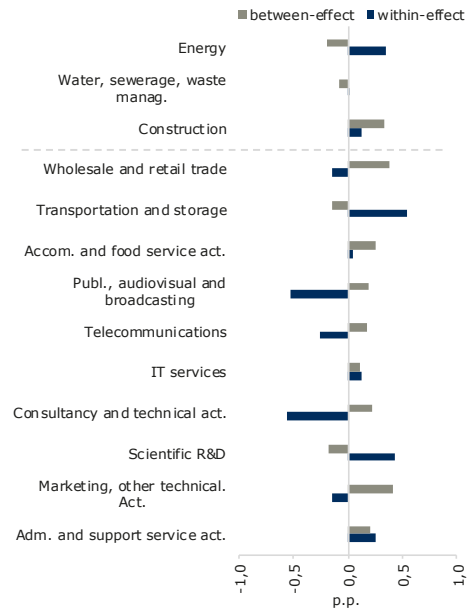 between-effect within-effect
Energy
Water, sewerage, waste
manag.
Construction
Wholesale and retail trade
Transportation and storage
Accom. and food service act.
Publ., audiovisual and
broadcasting
Telecommunications
IT services
Consultancy and technical act.
Scientific R&D
Marketing, other technical.
Act.
Adm. and support service act.
-1,0 -0,5 0,0 0,5 1,0
p.p.